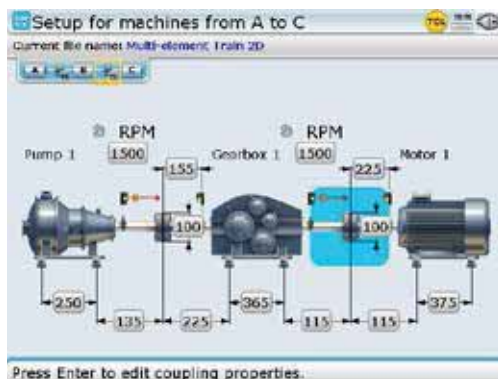 Setup for machines from A to C
TCL
Current file name: Multi-element Train 2D
A B C
RPM RPM
Pump 1 1500 155 Gearbox 1 1500 225 Motor 1
100 100
250 365 375
135 225 115 115
Press Enter to edit coupling properties.